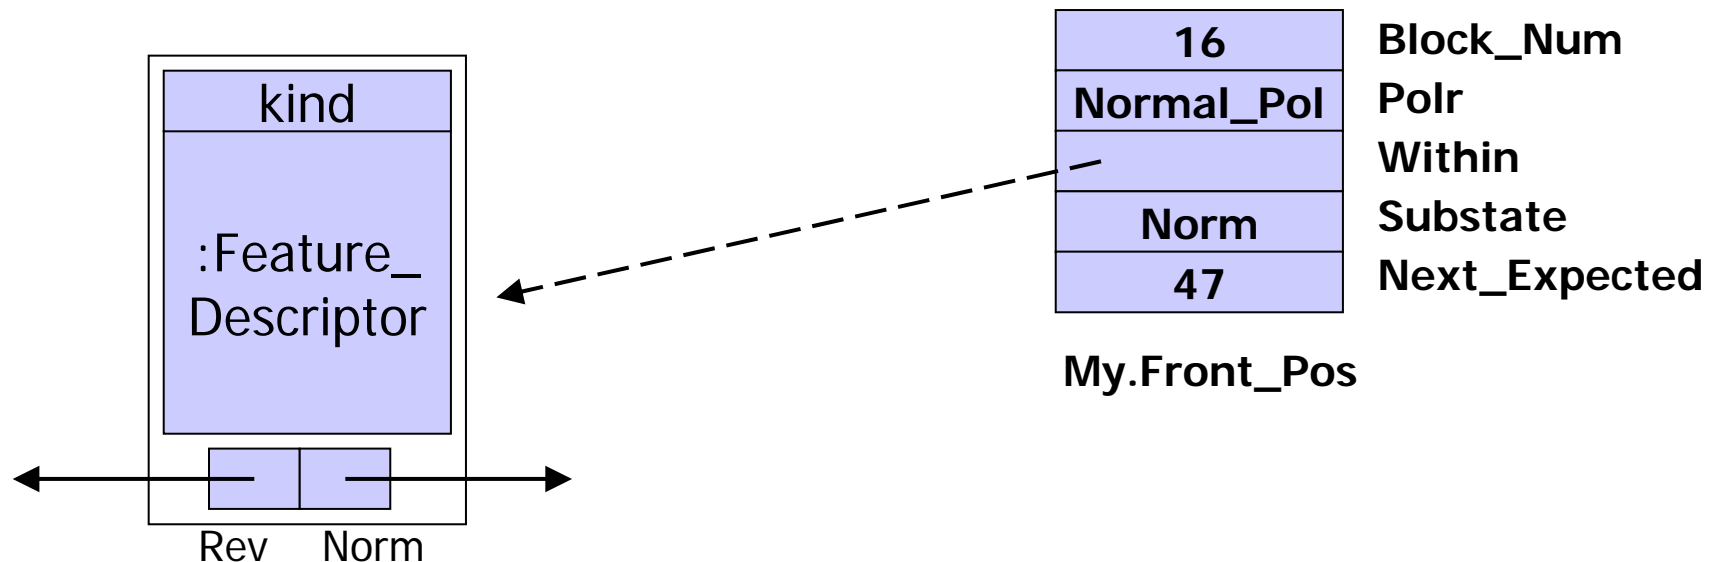 kind
:Feature_
Descriptor
Rev Norm
16 Block_Num
Normal_Pol Polr
Within
Norm Substate
47 Next_Expected
My.Front_Pos